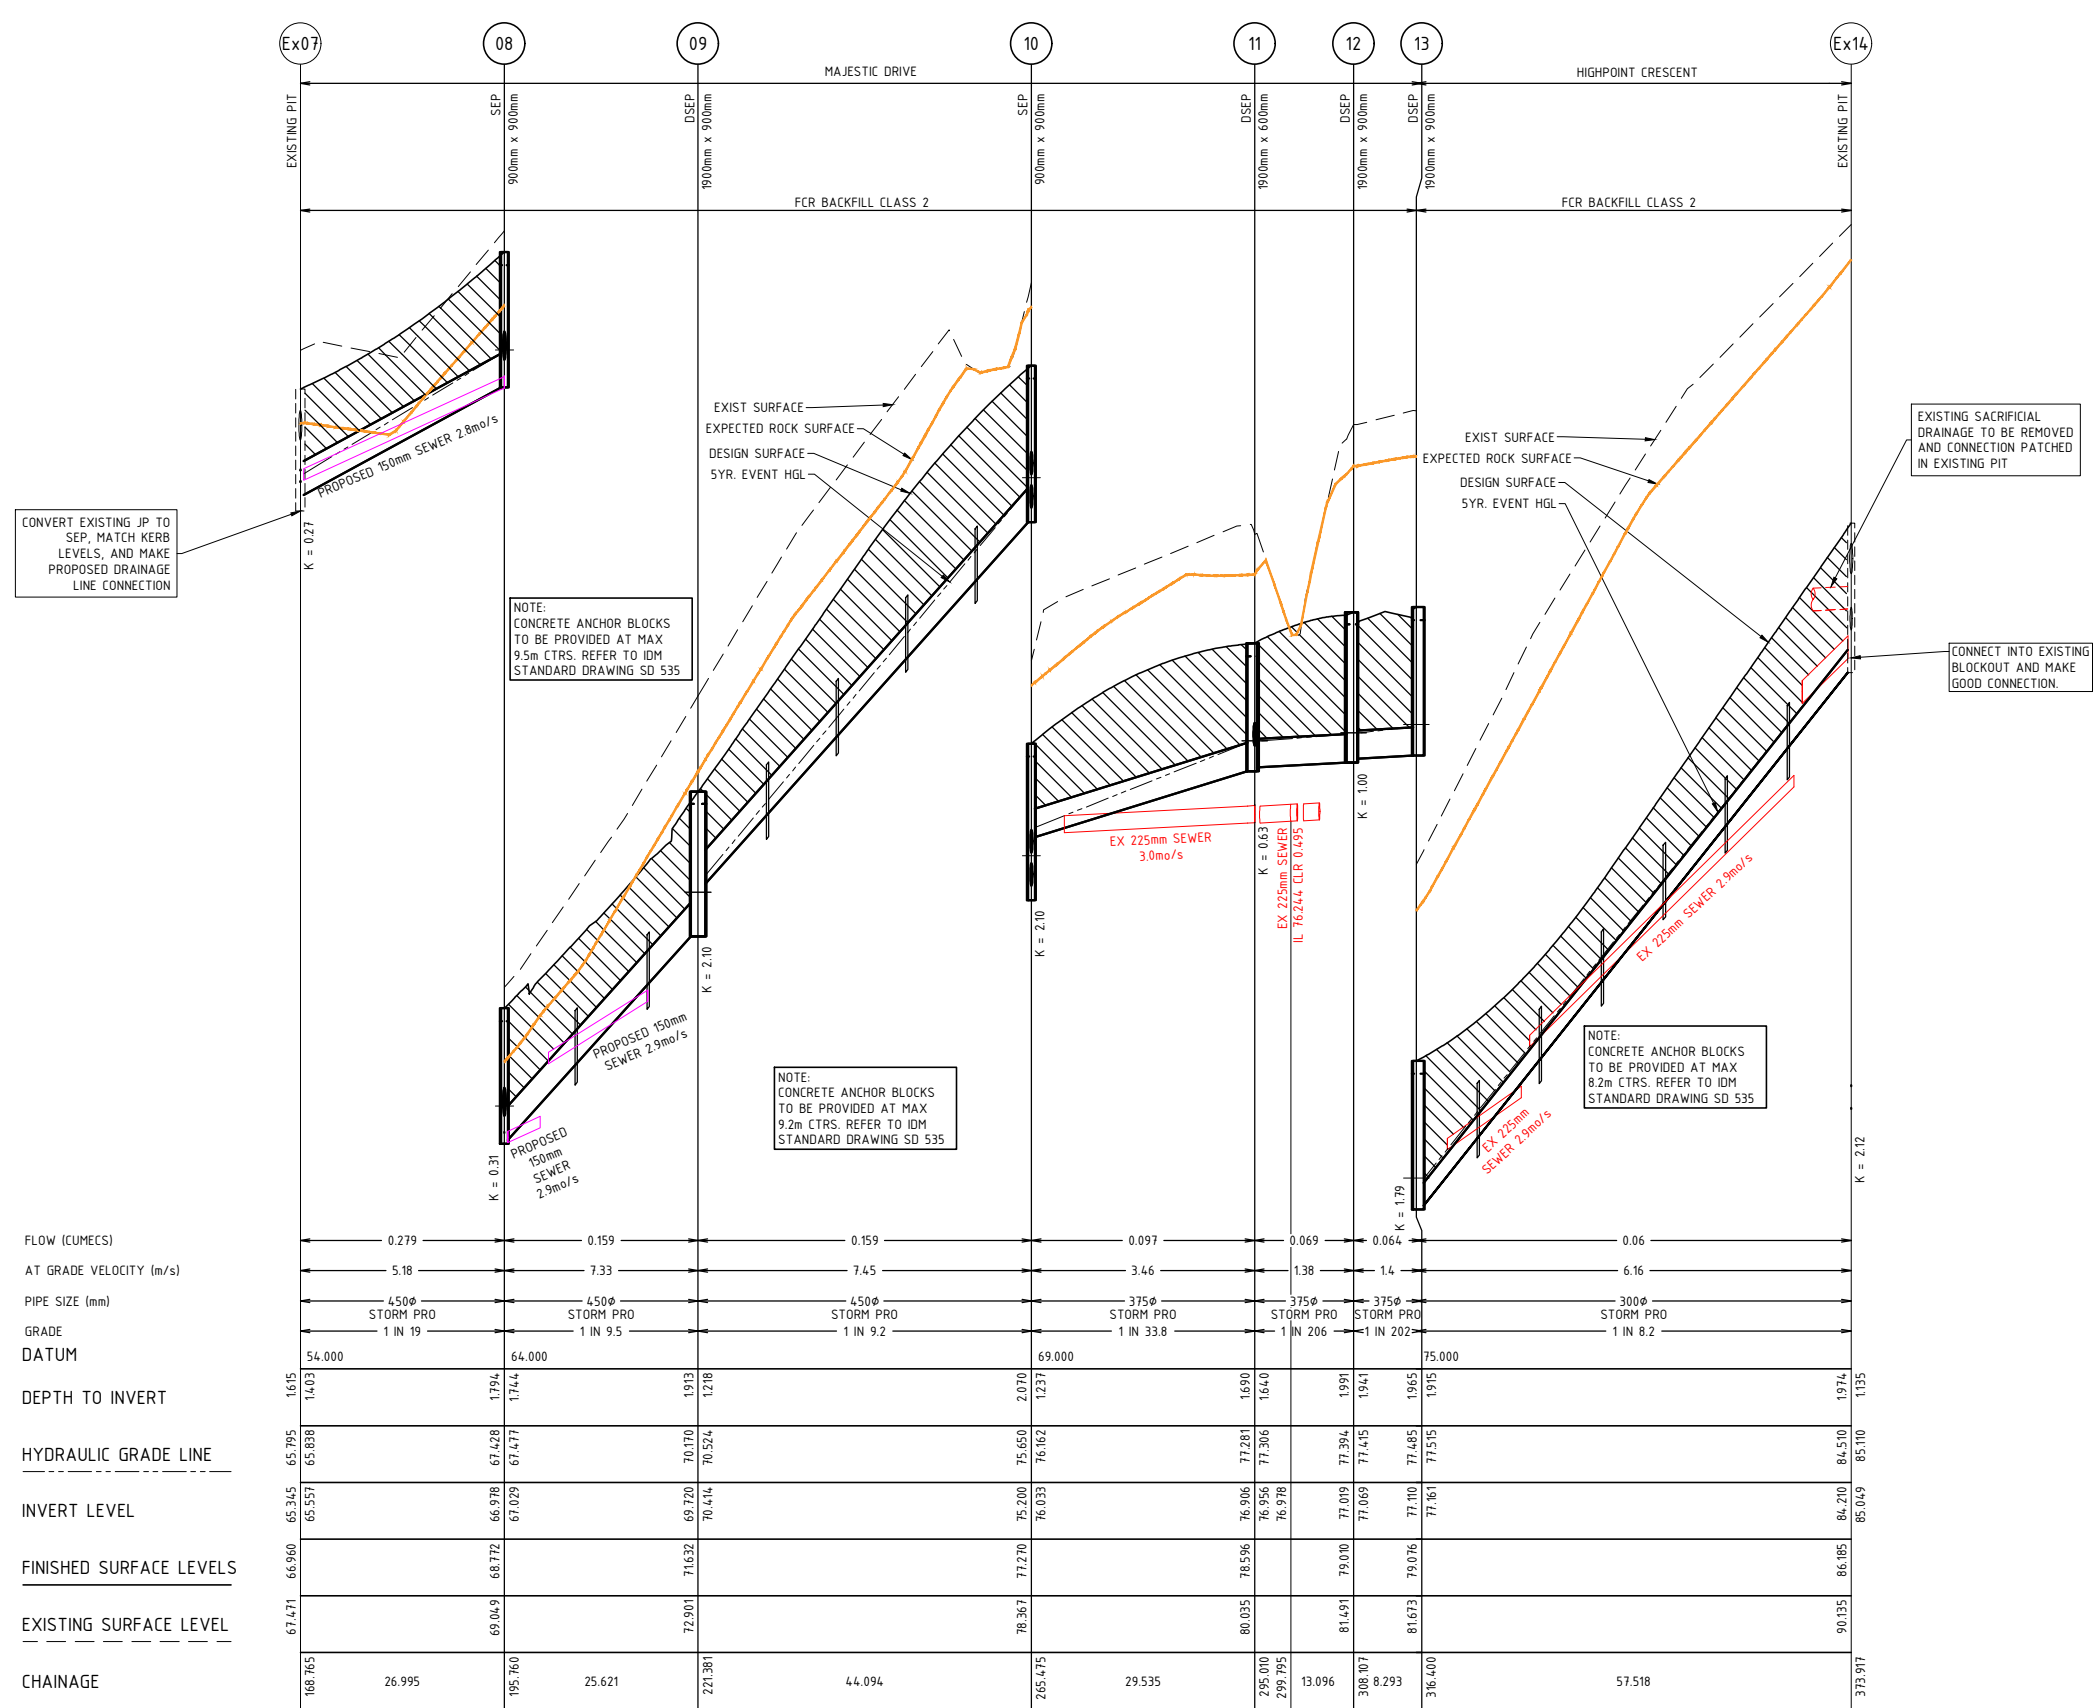 Ex07
08
09
10
11
12
13
Ex14
MAJESTIC DRIVE
HIGHPOINT CRESCENT
EXISTING PIT
SEP
900mm x 900mm
DSEP
1900mm x 900mm
SEP
900mm x 900mm
DSEP
1900mm x 600mm
DSEP
1900mm x 900mm
DSEP
1900mm x 900mm
EXISTING PIT
FCR BACKFILL CLASS 2
FCR BACKFILL CLASS 2
EXIST SURFACE
EXPECTED ROCK SURFACE
DESIGN SURFACE
5YR. EVENT HGL
EXIST SURFACE
EXPECTED ROCK SURFACE
DESIGN SURFACE
5YR. EVENT HGL
EXISTING SACRIFICIAL
DRAINAGE TO BE REMOVED
AND CONNECTION PATCHED
IN EXISTING PIT
PROPOSED 150mm SEWER 2.8mo/s
CONVERT EXISTING JP TO
SEP, MATCH KERB
LEVELS, AND MAKE
PROPOSED DRAINAGE
LINE CONNECTION
K = 0.27
NOTE:
CONCRETE ANCHOR BLOCKS
TO BE PROVIDED AT MAX
9.5m CTRS. REFER TO IDM
STANDARD DRAWING SD 535
CONNECT INTO EXISTING
BLOCKOUT AND MAKE
GOOD CONNECTION.
EX 225mm SEWER
3.0mo/s
K = 0.63
EX 225mm SEWER
IL 76.244 CLR 0.495
K = 1.00
EX 225mm SEWER 2.9mo/s
K = 2.10
K = 2.10
PROPOSED 150mm
SEWER 2.9mo/s
NOTE:
CONCRETE ANCHOR BLOCKS
TO BE PROVIDED AT MAX
9.2m CTRS. REFER TO IDM
STANDARD DRAWING SD 535
NOTE:
CONCRETE ANCHOR BLOCKS
TO BE PROVIDED AT MAX
8.2m CTRS. REFER TO IDM
STANDARD DRAWING SD 535
PROPOSED
150mm
SEWER
2.9mo/s
K = 0.31
EX 225mm
SEWER 2.9mo/s
K = 1.79
K = 2.12
FLOW (CUMECS) 0.279 0.159 0.159 0.097 0.069 0.064 0.06
AT GRADE VELOCITY (m/s) 5.18 7.33 7.45 3.46 1.38 1.4 6.16
PIPE SIZE (mm) 450ø 450ø 450ø 375ø 375ø 375ø 300ø
STORM PRO STORM PRO STORM PRO STORM PRO STORM PRO STORM PRO STORM PRO
GRADE 1 IN 19 1 IN 9.5 1 IN 9.2 1 IN 33.8 1 IN 206 1 IN 202 1 IN 8.2
DATUM 54.000 64.000 69.000 75.000
DEPTH TO INVERT 1.615 1.403 1.794 1.744 1.913 1.218 2.070 1.237 1.690 1.640 1.991 1.941 1.965 1.915 1.974 1.135
HYDRAULIC GRADE LINE 65.795 65.838 67.428 67.477 70.170 70.524 75.650 76.162 77.281 77.306 77.394 77.415 77.485 77.515 84.510 85.110
INVERT LEVEL 65.345 65.557 66.978 67.029 69.720 70.414 75.200 76.033 76.906 76.956 76.978 77.019 77.069 77.110 77.161 84.210 85.049
FINISHED SURFACE LEVELS 66.960 68.772 71.632 77.270 78.596 79.010 79.076 86.185
EXISTING SURFACE LEVEL 67.471 69.049 72.901 78.367 80.035 81.491 81.673 90.135
CHAINAGE 168.765 26.995 195.760 25.621 221.381 44.094 265.475 29.535 295.010 299.795 13.096 308.107 8.293 316.400 57.518 373.917